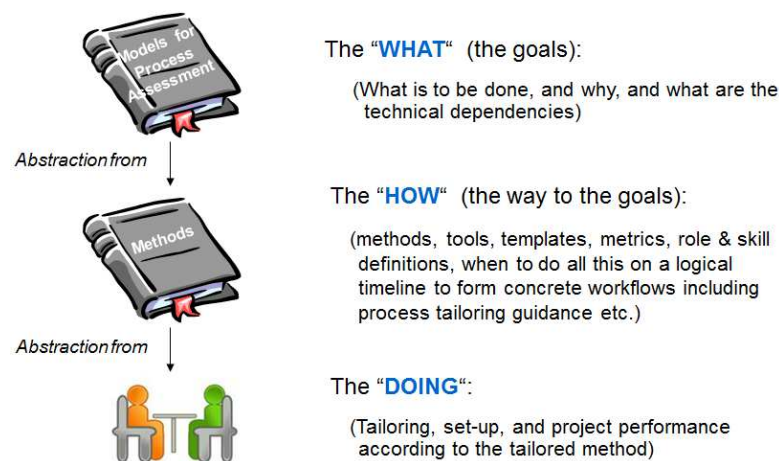 Models for
Process
Assessment
The “WHAT“ (the goals):
(What is to be done, and why, and what are the
technical dependencies)
Abstraction from
Methods
The “HOW“ (the way to the goals):
(methods, tools, templates, metrics, role & skill
definitions, when to do all this on a logical
timeline to form concrete workflows including
process tailoring guidance etc.)
Abstraction from
The “DOING“:
(Tailoring, set-up, and project performance
according to the tailored method)